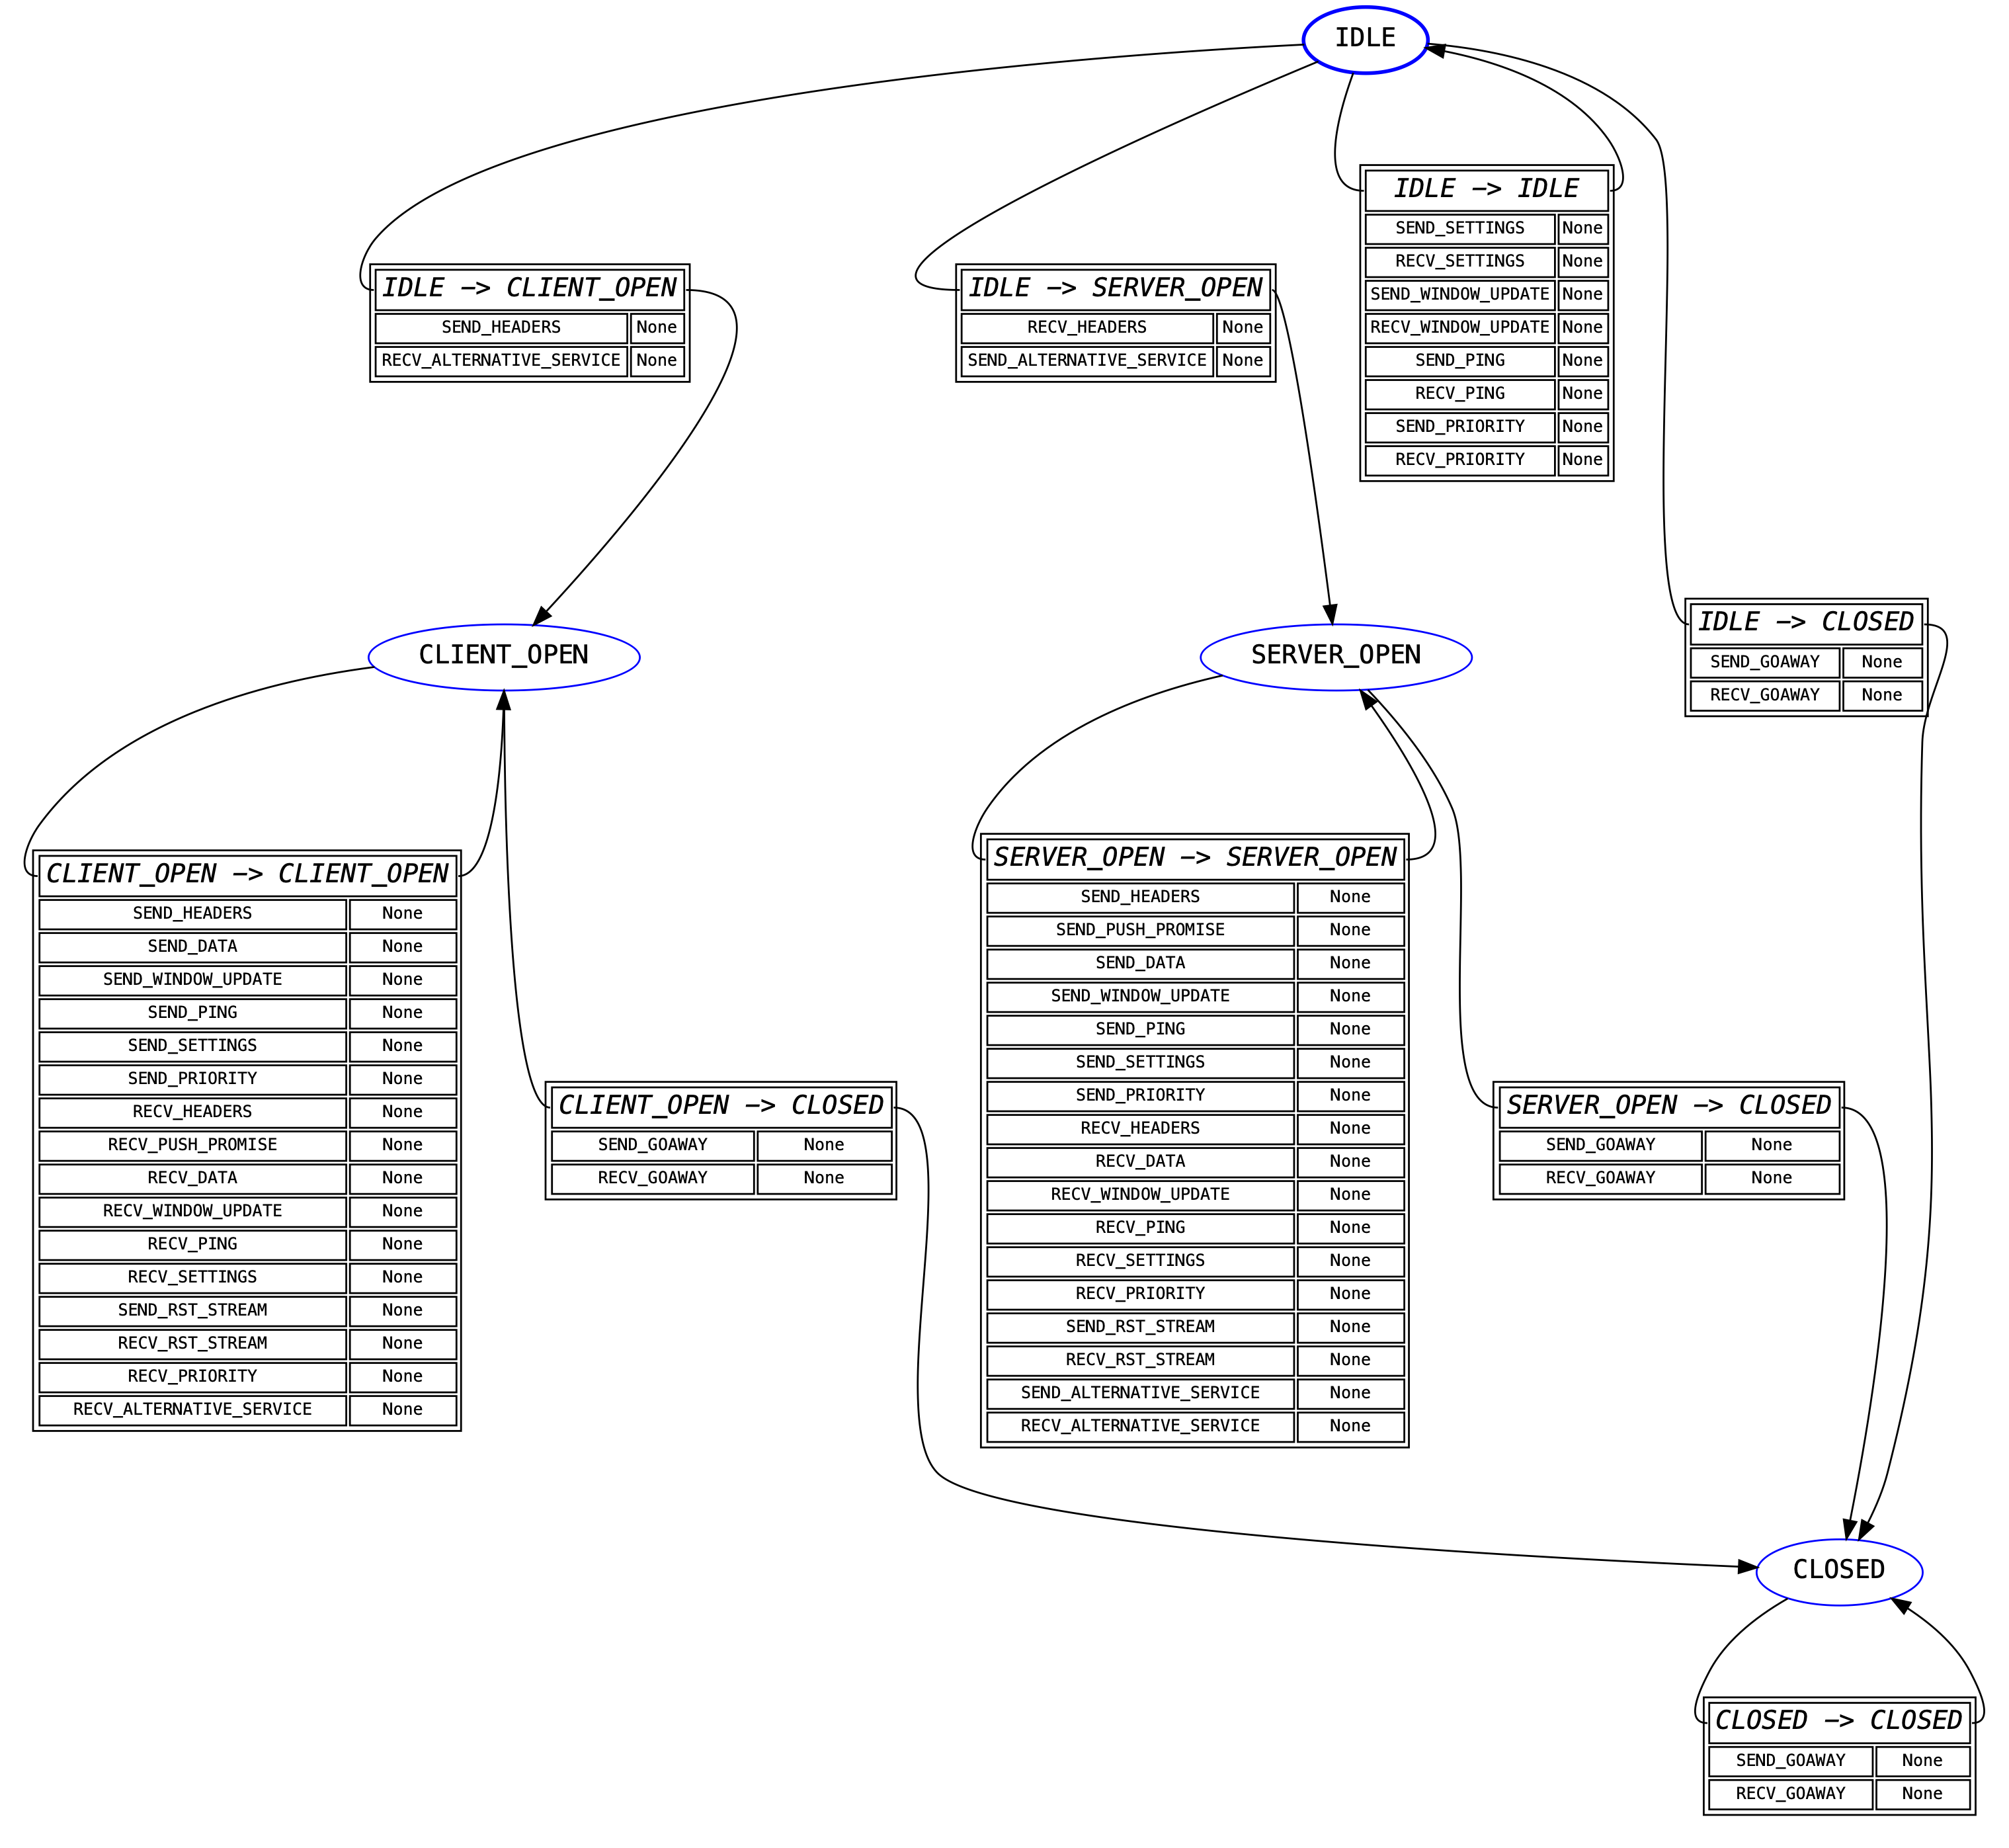 IDLE
IDLE -> IDLE
SEND_SETTINGS None
RECV_SETTINGS None
SEND_WINDOW_UPDATE None
RECV_WINDOW_UPDATE None
SEND_PING None
RECV_PING None
SEND_PRIORITY None
RECV_PRIORITY None
IDLE -> CLIENT_OPEN
SEND_HEADERS None
RECV_ALTERNATIVE_SERVICE None
IDLE -> SERVER_OPEN
RECV_HEADERS None
SEND_ALTERNATIVE_SERVICE None
IDLE -> CLOSED
SEND_GOAWAY None
RECV_GOAWAY None
CLIENT_OPEN
SERVER_OPEN
CLIENT_OPEN -> CLIENT_OPEN
SEND_HEADERS None
SEND_DATA None
SEND_WINDOW_UPDATE None
SEND_PING None
SEND_SETTINGS None
SEND_PRIORITY None
RECV_HEADERS None
RECV_PUSH_PROMISE None
RECV_DATA None
RECV_WINDOW_UPDATE None
RECV_PING None
RECV_SETTINGS None
SEND_RST_STREAM None
RECV_RST_STREAM None
RECV_PRIORITY None
RECV_ALTERNATIVE_SERVICE None
CLIENT_OPEN -> CLOSED
SEND_GOAWAY None
RECV_GOAWAY None
SERVER_OPEN -> SERVER_OPEN
SEND_HEADERS None
SEND_PUSH_PROMISE None
SEND_DATA None
SEND_WINDOW_UPDATE None
SEND_PING None
SEND_SETTINGS None
SEND_PRIORITY None
RECV_HEADERS None
RECV_DATA None
RECV_WINDOW_UPDATE None
RECV_PING None
RECV_SETTINGS None
RECV_PRIORITY None
SEND_RST_STREAM None
RECV_RST_STREAM None
SEND_ALTERNATIVE_SERVICE None
RECV_ALTERNATIVE_SERVICE None
SERVER_OPEN -> CLOSED
SEND_GOAWAY None
RECV_GOAWAY None
CLOSED
CLOSED -> CLOSED
SEND_GOAWAY None
RECV_GOAWAY None